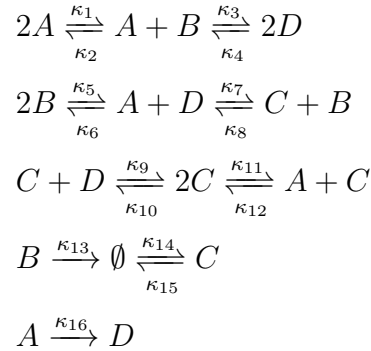 2A ⇌ A + B ⇌ 2D (κ1, κ2; κ3, κ4)
2B ⇌ A + D ⇌ C + B (κ5, κ6; κ7, κ8)
C + D ⇌ 2C ⇌ A + C (κ9, κ10; κ11, κ12)
B → ∅ ⇌ C (κ13; κ14, κ15)
A → D (κ16)